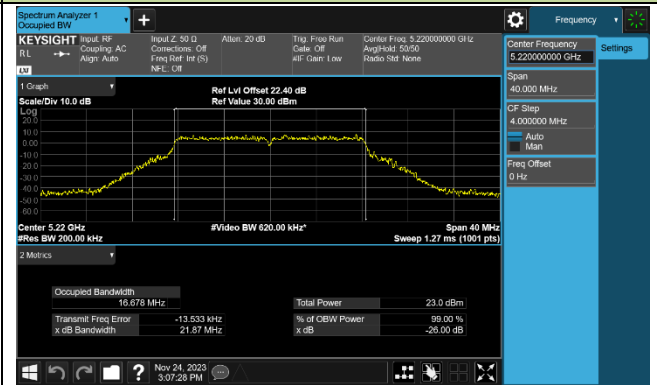 Spectrum Analyzer 1
Occupied BW
Frequency
KEYSIGHT
RL
LXI
Input: RF
Coupling: AC
Align: Auto
Input Z: 50 Ω
Corrections: Off
Freq Ref: Int (S)
NFE: Off
Atten: 20 dB
Trig: Free Run
Gate: Off
#IF Gain: Low
Center Freq: 5.220000000 GHz
Avg|Hold: 50/50
Radio Std: None
Center Frequency
5.220000000 GHz
Settings
Span
40.000 MHz
CF Step
4.000000 MHz
Auto
Man
Freq Offset
0 Hz
1 Graph
Scale/Div 10.0 dB
Ref Lvl Offset 22.40 dB
Ref Value 30.00 dBm
Log
20.0
10.0
0.00
-10.0
-20.0
-30.0
-40.0
-50.0
-60.0
Center 5.22 GHz
#Video BW 620.00 kHz*
Span 40 MHz
#Res BW 200.00 kHz
Sweep 1.27 ms (1001 pts)
2 Metrics
Occupied Bandwidth
16.678 MHz
Total Power 23.0 dBm
Transmit Freq Error -13.533 kHz
% of OBW Power 99.00 %
x dB Bandwidth 21.87 MHz
x dB -26.00 dB
?
Nov 24, 2023
3:07:28 PM